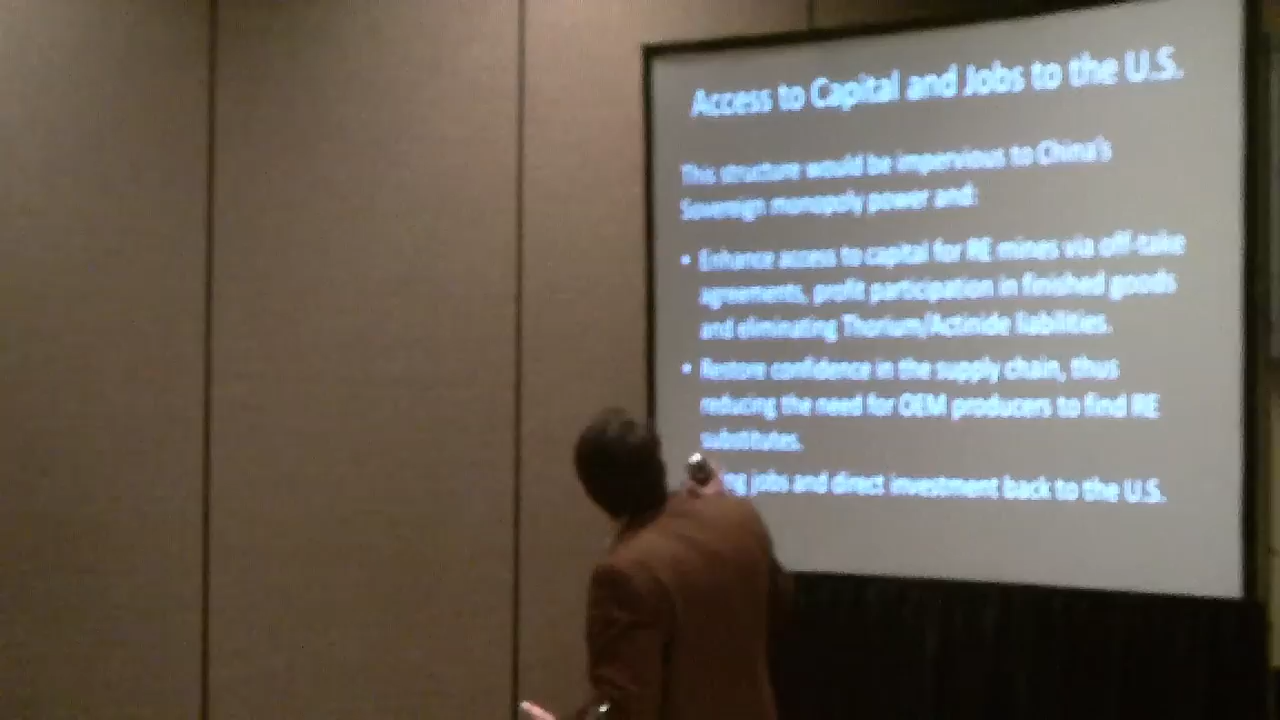 Access to Capital and Jobs to the U.S.
This structure would be impervious to China's
Sovereign monopoly power and:
• Enhance access to capital for RE mines via off-take
agreements, profit participation in finished goods
and eliminating Thorium/Actinide liabilities.
• Restore confidence in the supply chain, thus
reducing the need for OEM producers to find RE
substitutes.
ng jobs and direct investment back to the U.S.